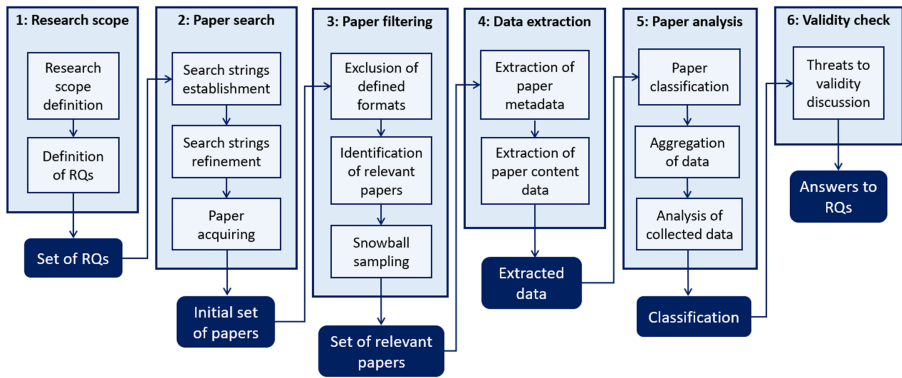 1: Research scope
Research
scope
definition
Definition
of RQs
Set of RQs
2: Paper search
Search strings
establishment
Search strings
refinement
Paper
acquiring
Initial set
of papers
3: Paper filtering
Exclusion of
defined
formats
Identification
of relevant
papers
Snowball
sampling
Set of relevant
papers
4: Data extraction
Extraction of
paper
metadata
Extraction of
paper content
data
Extracted
data
5: Paper analysis
Paper
classification
Aggregation
of data
Analysis of
collected data
Classification
6: Validity check
Threats to
validity
discussion
Answers to
RQs